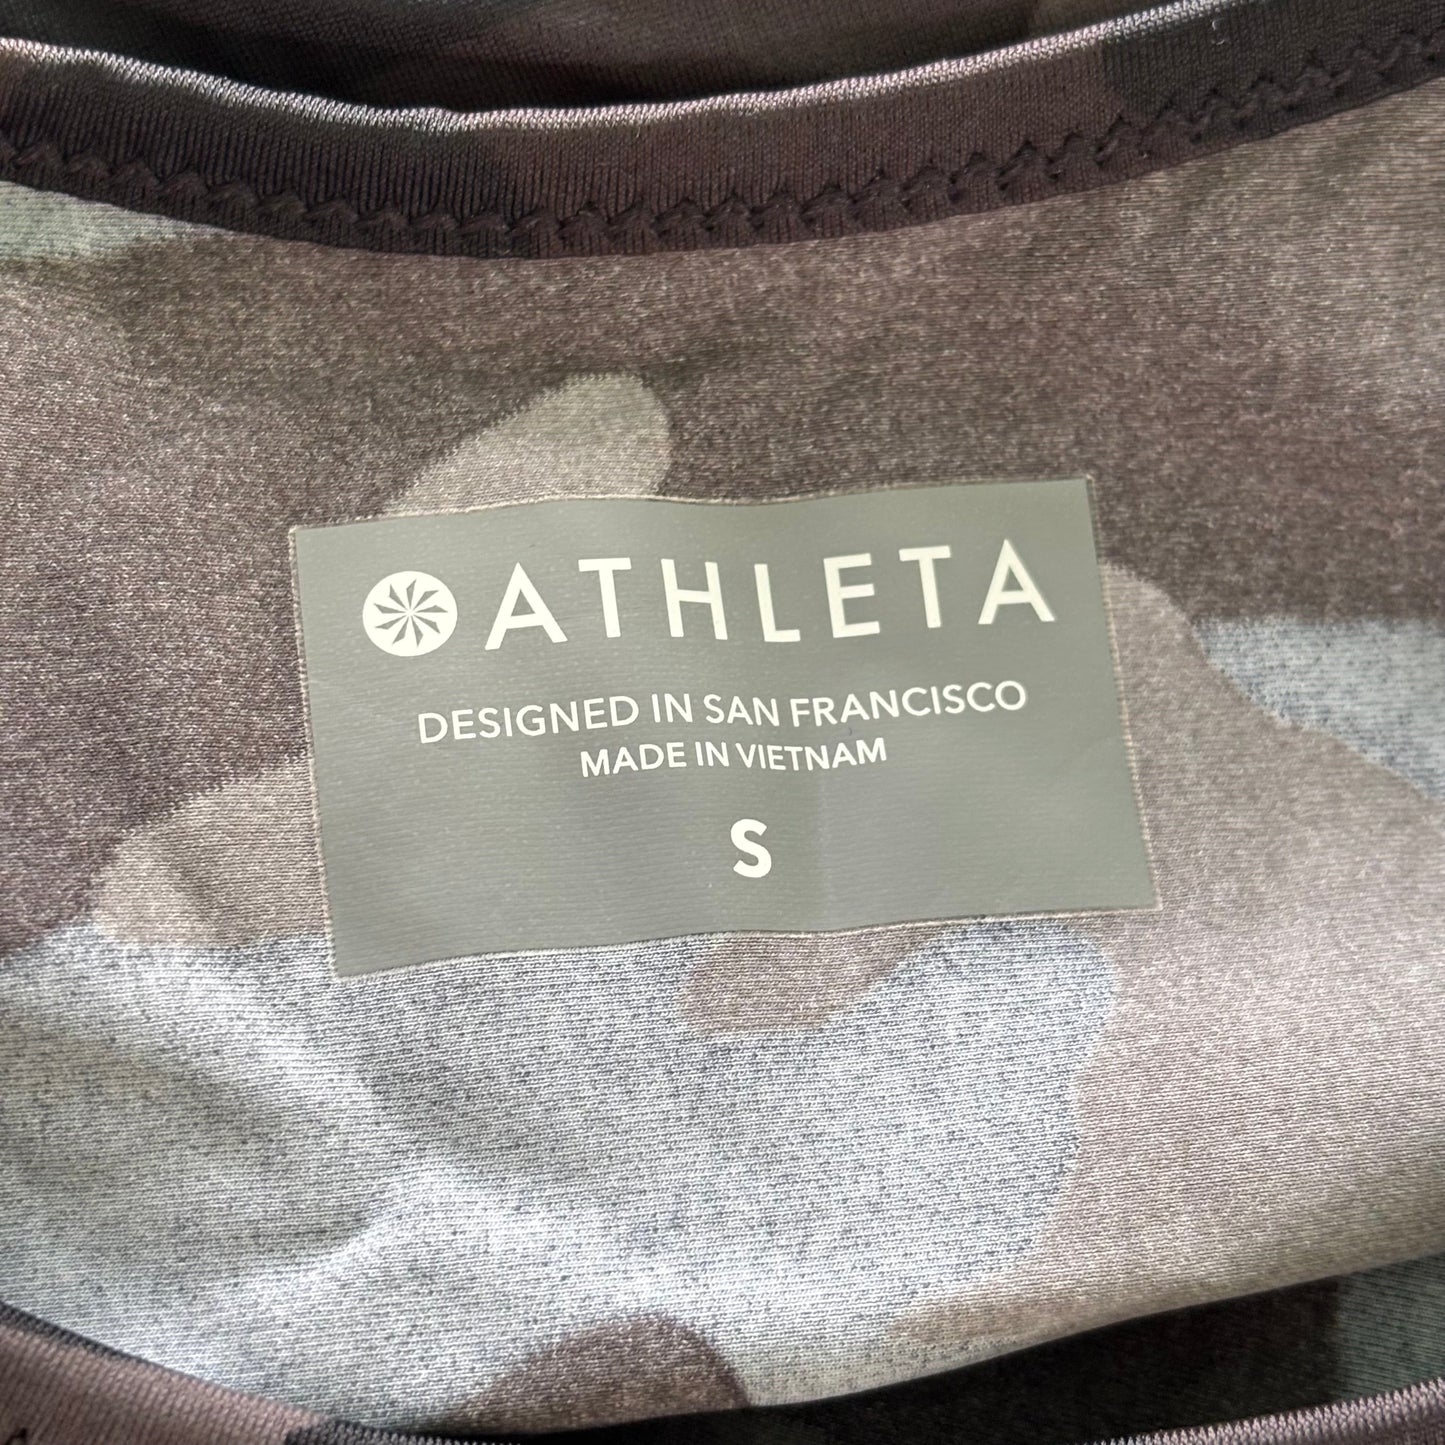 ATHLETA
DESIGNED IN SAN FRANCISCO
MADE IN VIETNAM
S